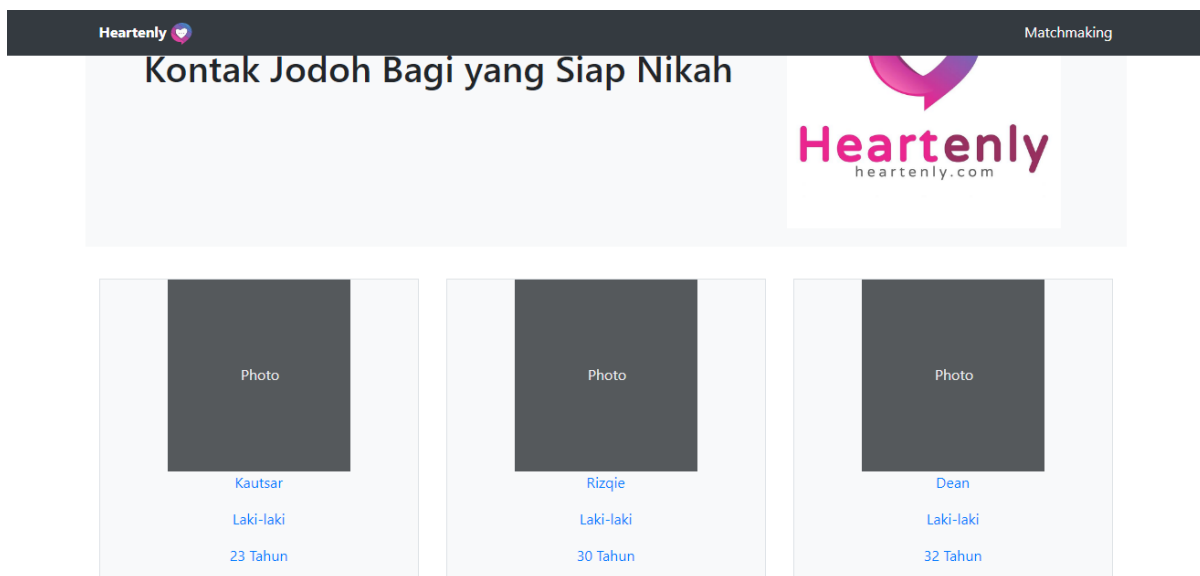 Heartenly Matchmaking
Kontak Jodoh Bagi yang Siap Nikah
Heartenly
heartenly.com
Photo Photo Photo
Kautsar Rizqie Dean
Laki-laki Laki-laki Laki-laki
23 Tahun 30 Tahun 32 Tahun